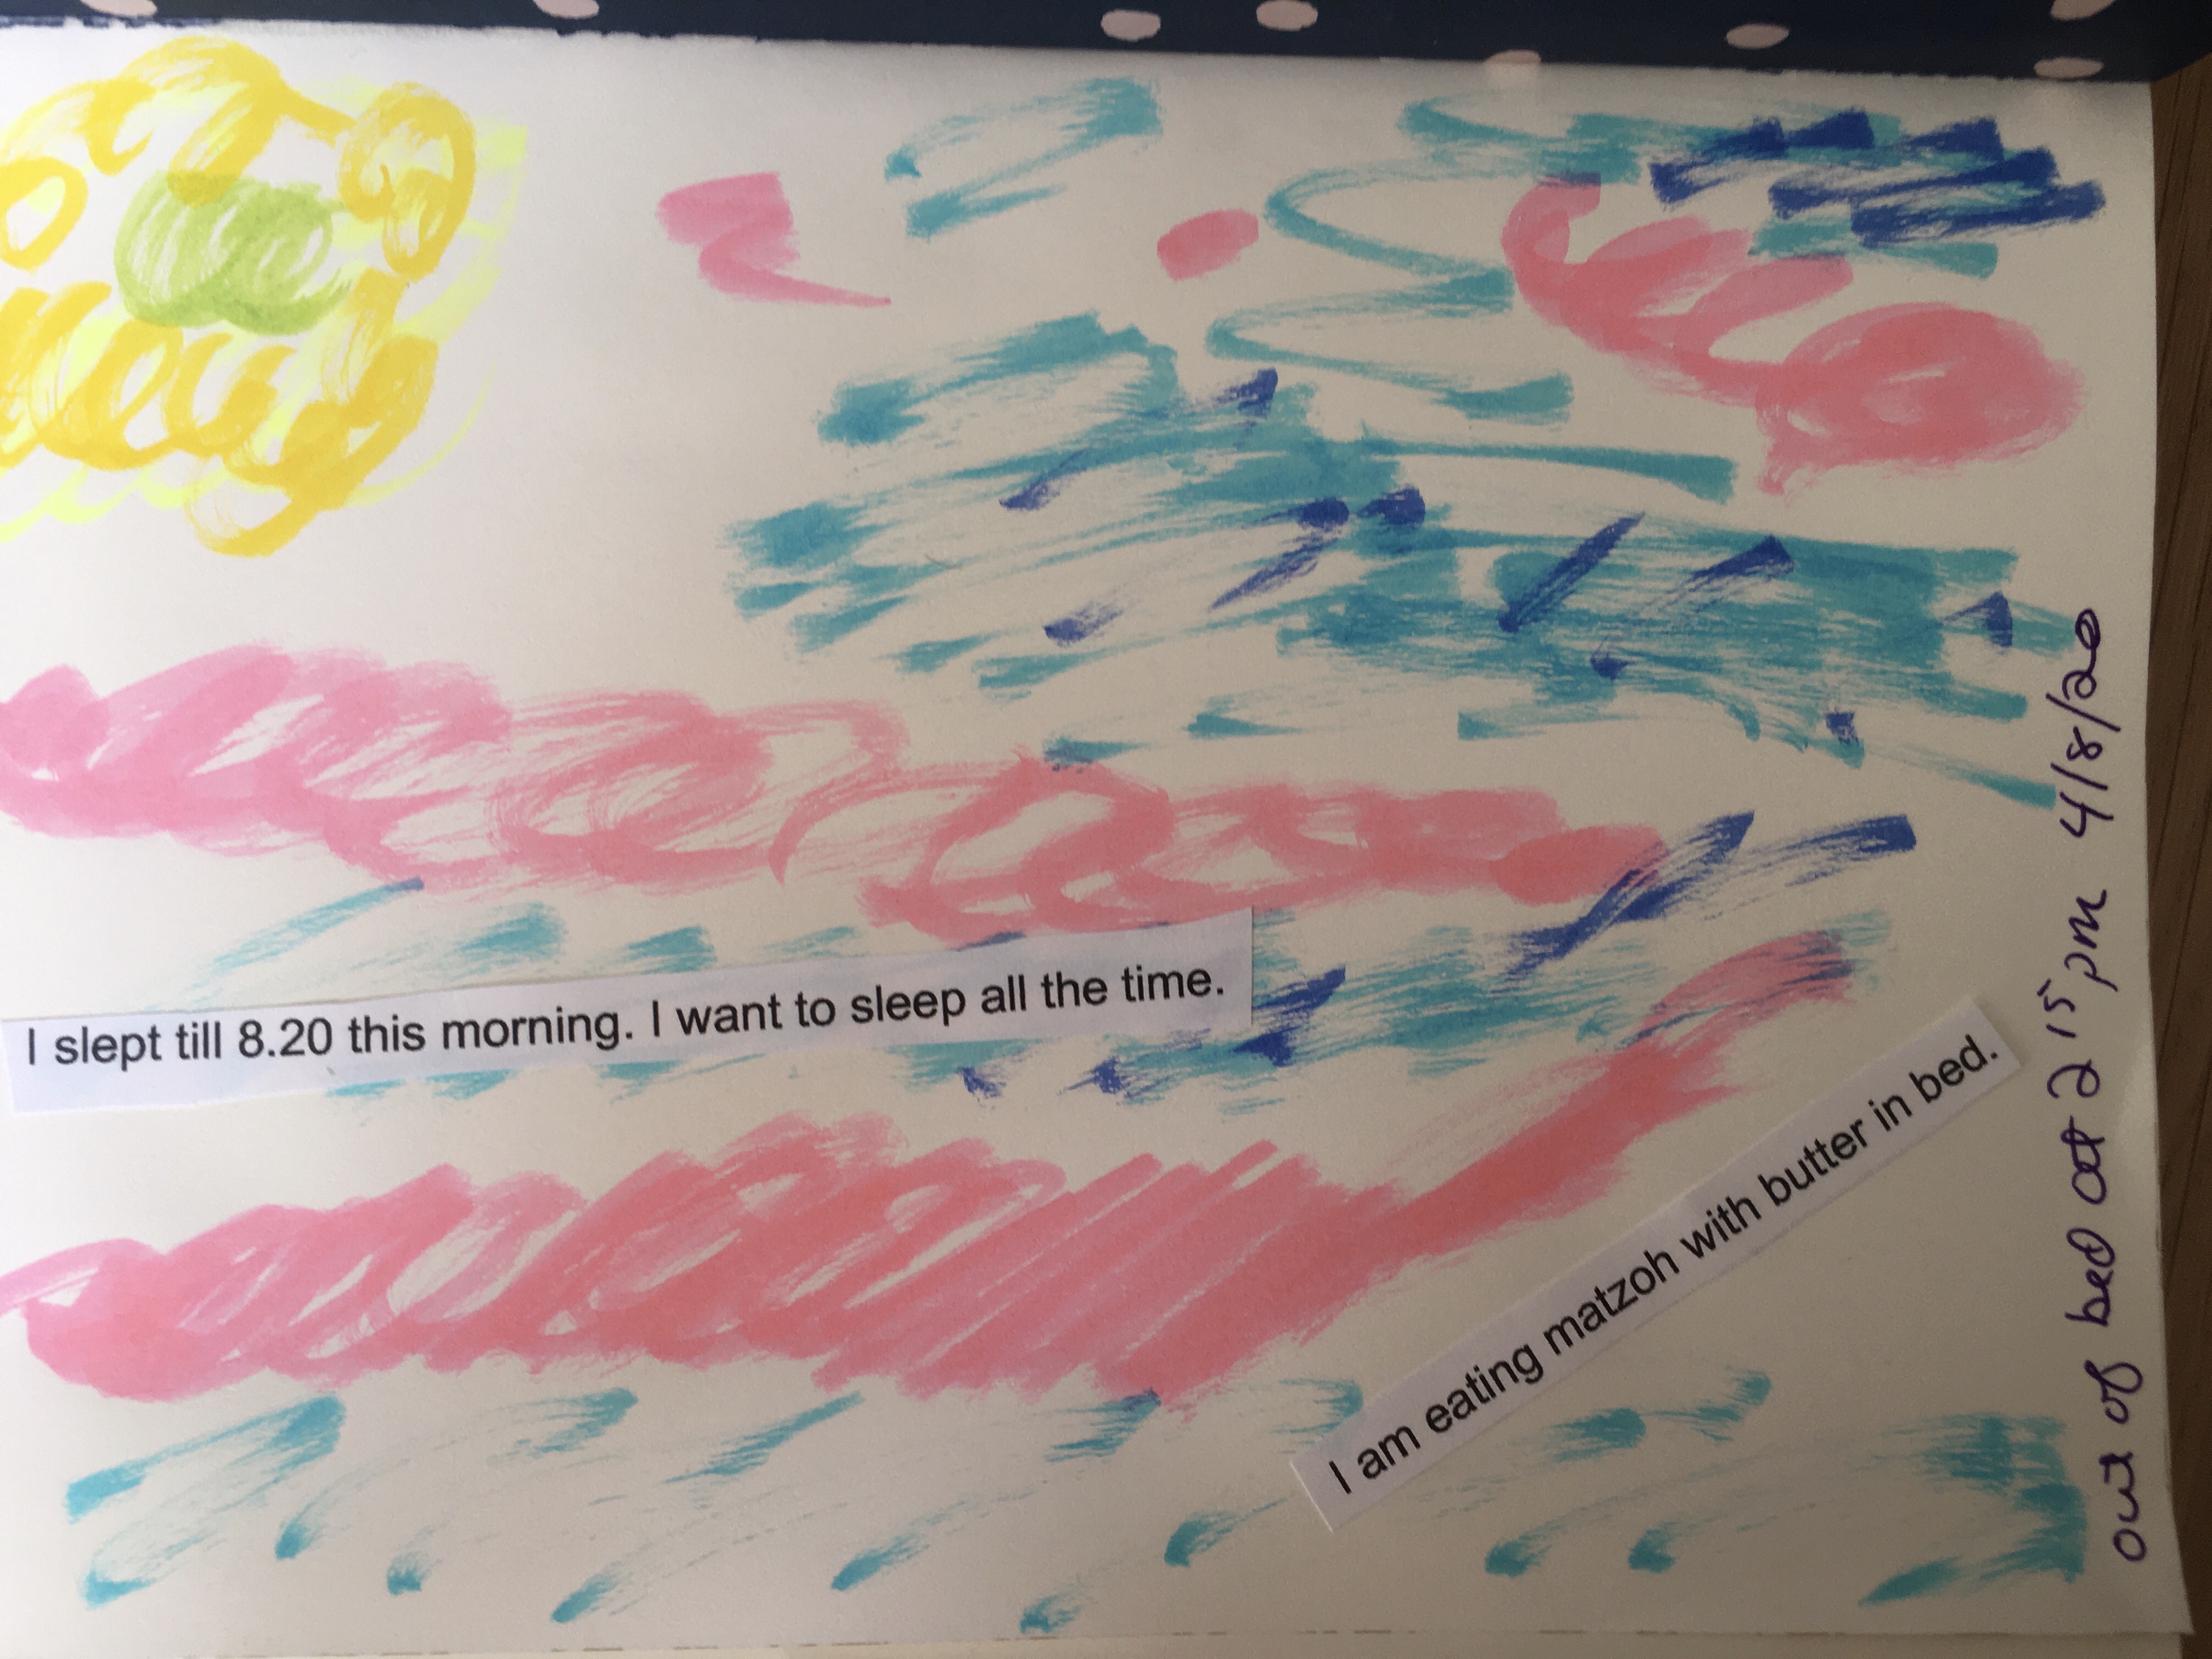 I slept till 8.20 this morning. I want to sleep all the time.
I am eating matzoh with butter in bed.
out of bed at 2 15 pm 4/8/20